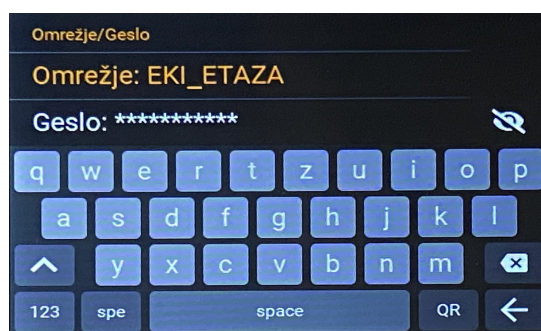 Omrežje/Geslo
Omrežje: EKI_ETAZA
Geslo: ***********
q w e r t z u i o p
a s d f g h j k l
y x c v b n m
123 spe space QR